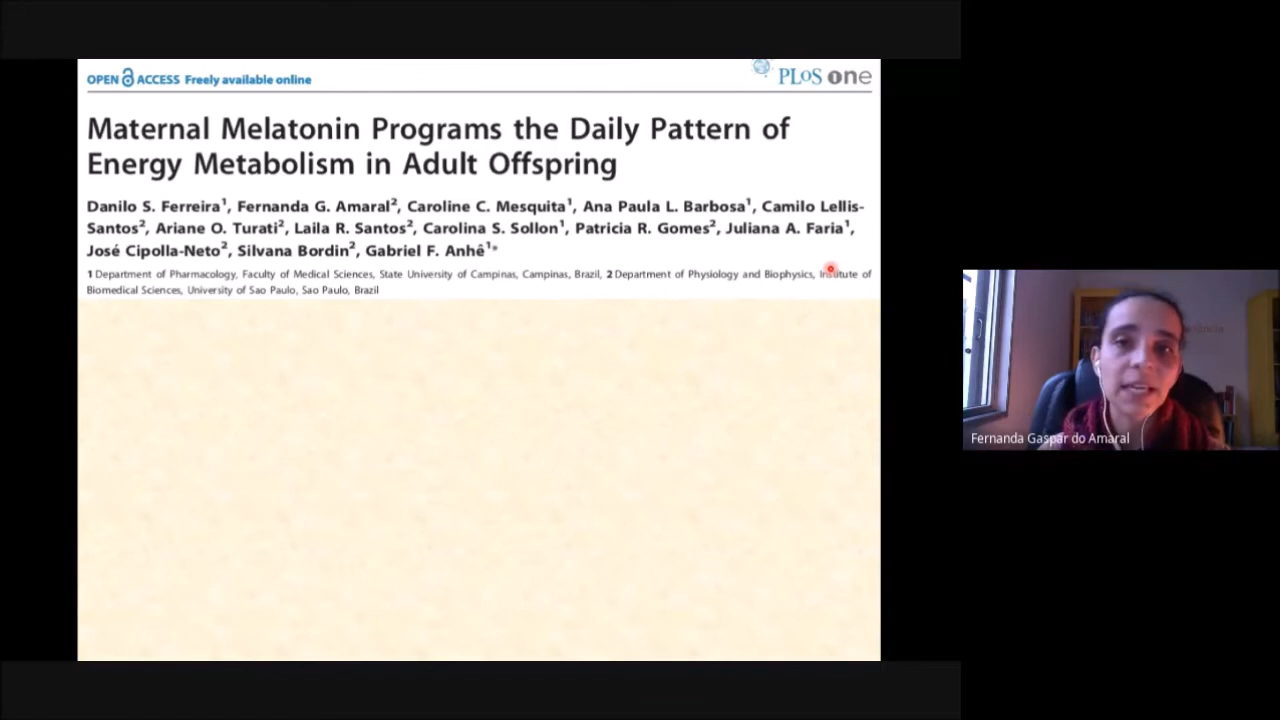 OPEN ACCESS Freely available online
PLoS one
Maternal Melatonin Programs the Daily Pattern of
Energy Metabolism in Adult Offspring
Danilo S. Ferreira1, Fernanda G. Amaral2, Caroline C. Mesquita1, Ana Paula L. Barbosa1, Camilo Lellis-
Santos2, Ariane O. Turati2, Laila R. Santos2, Carolina S. Sollon1, Patricia R. Gomes2, Juliana A. Faria1,
José Cipolla-Neto2, Silvana Bordin2, Gabriel F. Anhê1*
1 Department of Pharmacology, Faculty of Medical Sciences, State University of Campinas, Campinas, Brazil, 2 Department of Physiology and Biophysics, Institute of
Biomedical Sciences, University of Sao Paulo, Sao Paulo, Brazil
Fernanda Gaspar do Amaral